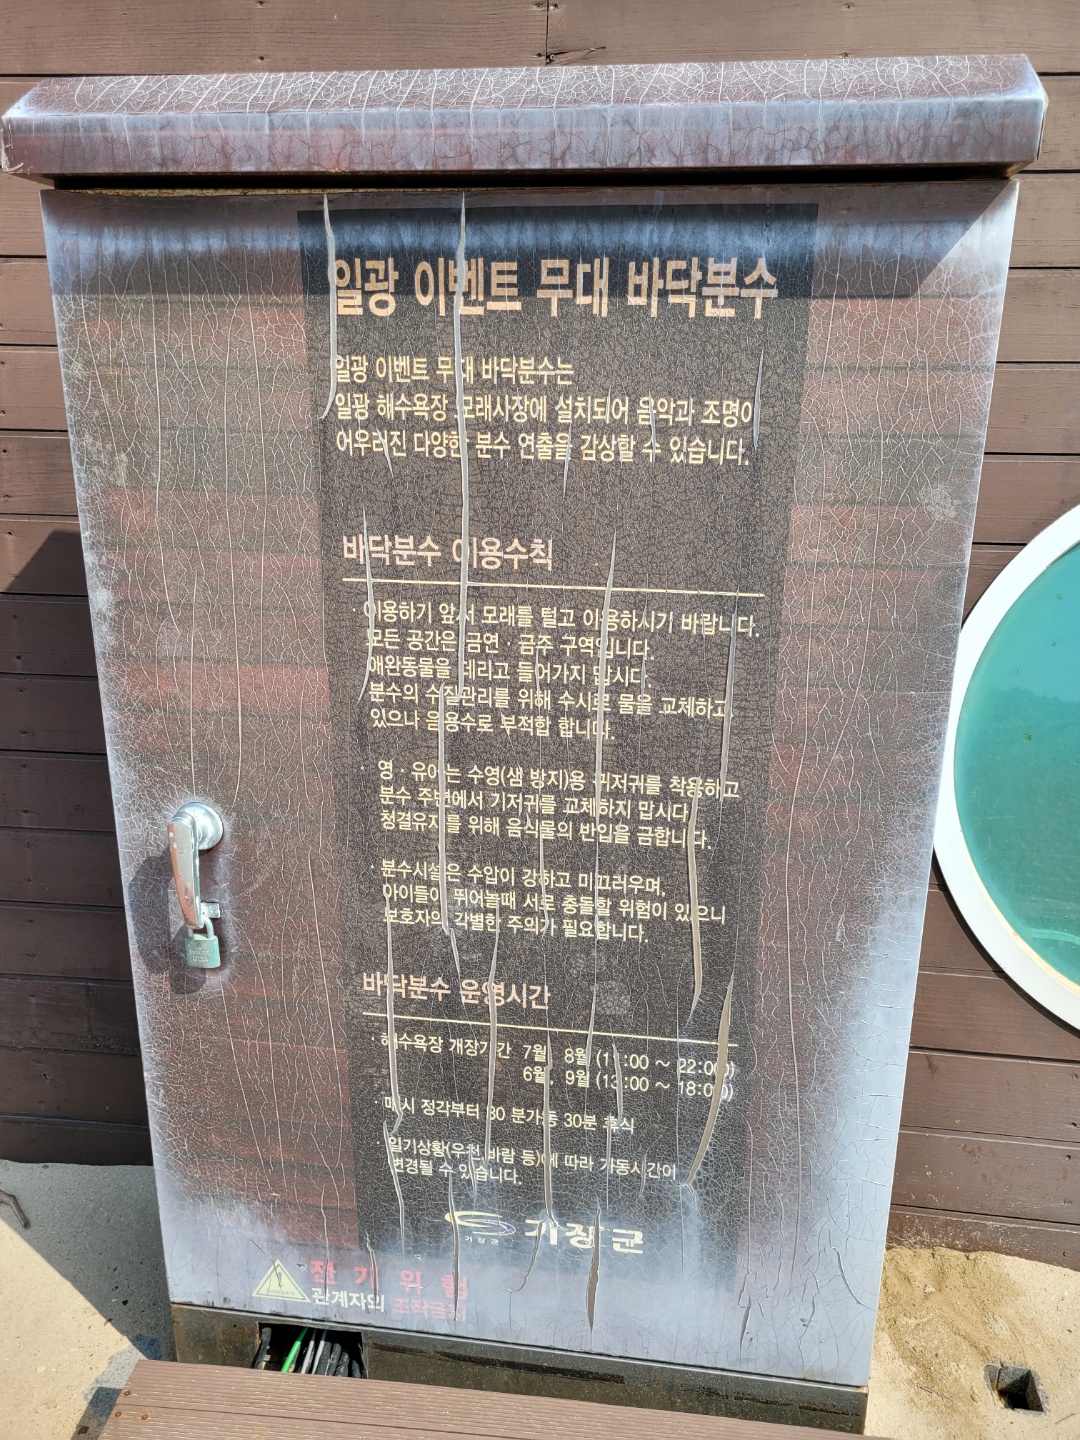 일광 이벤트 무대 바닥분수
일광 이벤트 무대 바닥분수는
일광 해수욕장 모래사장에 설치되어 음악과 조명이
어우러진 다양한 분수 연출을 감상할 수 있습니다.
바닥분수 이용수칙
· 이용하기 앞서 모래를 털고 이용하시기 바랍니다.
모든 공간은 금연 · 금주 구역입니다.
애완동물을 데리고 들어가지 맙시다.
분수의 수질관리를 위해 수시로 물을 교체하고
있으나 음용수로 부적합 합니다.
· 영 · 유아는 수영(샘 방지)용 귀저귀를 착용하고
분수 주변에서 기저귀를 교체하지 맙시다
청결유지를 위해 음식물의 반입을 금합니다.
· 분수시설은 수압이 강하고 미끄러우며,
아이들이 뛰어놀때 서로 충돌할 위험이 있으니
보호자의 각별한 주의가 필요합니다.
바닥분수 운영시간
· 해수욕장 개장기간 7월, 8월 (:00 ~ 22:00)
6월, 9월 (13:00 ~ 18:00)
· 매시 정각부터 30 분가동 30분 휴식
· 일기상황(우천,바람 등)에 따라 가동시간이
변경될 수 있습니다.
기장군 기장군
전기위험
DANGER 관계자외 조작금지